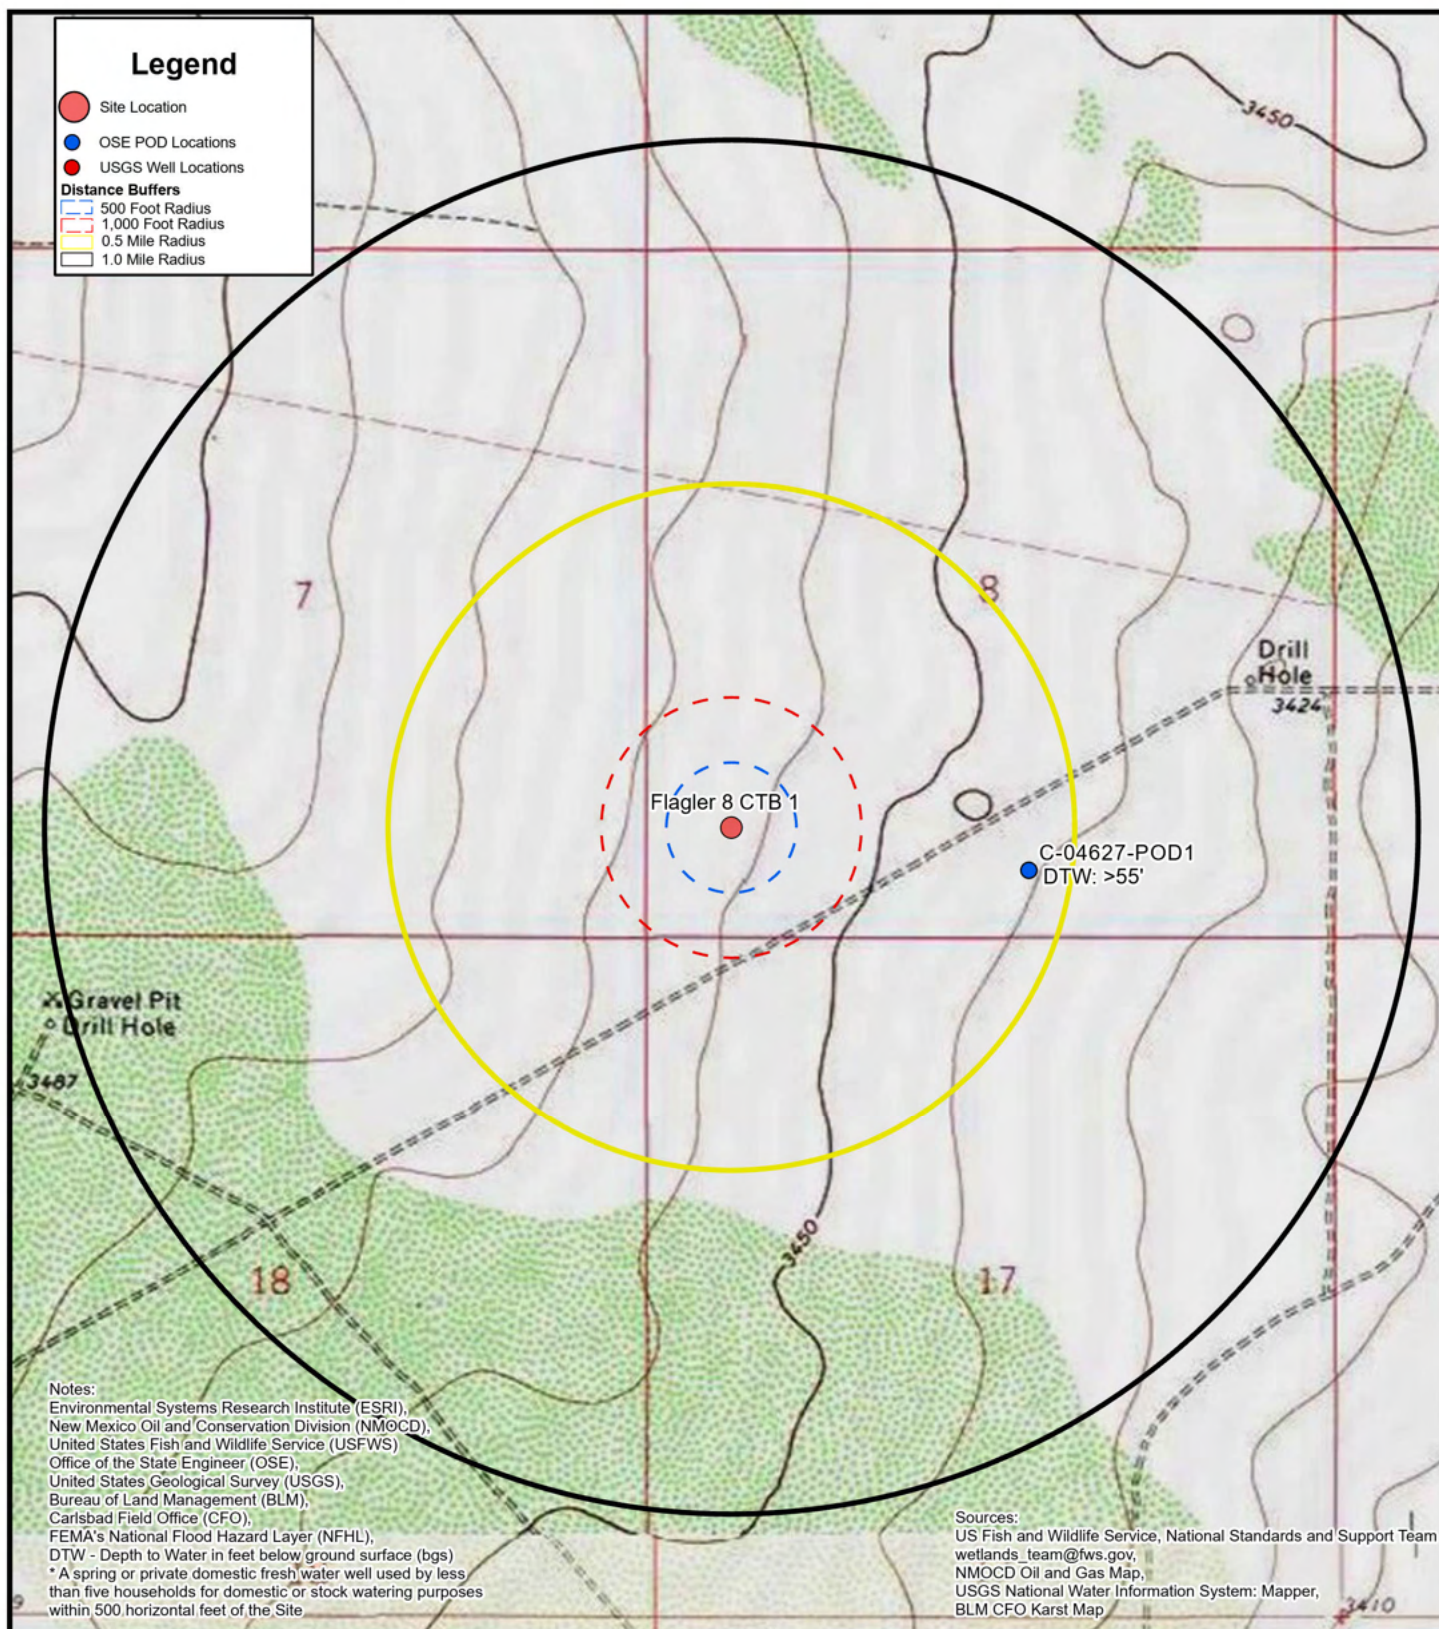 Legend
Site Location
OSE POD Locations
USGS Well Locations
Distance Buffers
500 Foot Radius
1,000 Foot Radius
0.5 Mile Radius
1.0 Mile Radius
3450
7
8
Drill
Hole
3424
Flagler 8 CTB 1
C-04627-POD1
DTW: >55'
Gravel Pit
Drill Hole
3487
3450
18
17
Notes:
Environmental Systems Research Institute (ESRI),
New Mexico Oil and Conservation Division (NMOCD),
United States Fish and Wildlife Service (USFWS)
Office of the State Engineer (OSE),
United States Geological Survey (USGS),
Bureau of Land Management (BLM),
Carlsbad Field Office (CFO),
FEMA's National Flood Hazard Layer (NFHL),
DTW - Depth to Water in feet below ground surface (bgs)
* A spring or private domestic fresh water well used by less
than five households for domestic or stock watering purposes
within 500 horizontal feet of the Site
Sources:
US Fish and Wildlife Service, National Standards and Support Team
wetlands_team@fws.gov,
NMOCD Oil and Gas Map,
USGS National Water Information System: Mapper,
BLM CFO Karst Map
3410